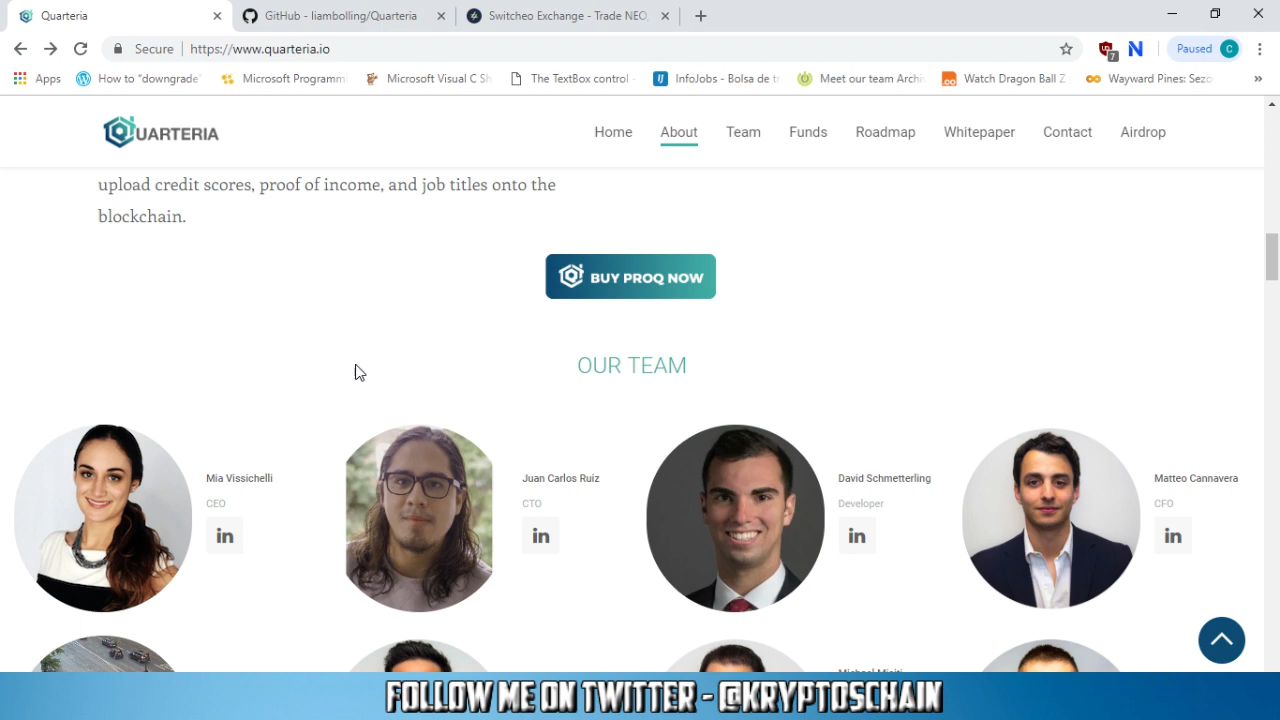 Quarteria
GitHub - liambolling/Quarteria
Switcheo Exchange - Trade NEO,
Secure | https://www.quarteria.io
7
Paused C
Apps
How to "downgrade"
Microsoft Programmi
Microsoft Visual C Sh
The TextBox control -
InfoJobs - Bolsa de tr
Meet our team Archiv
Watch Dragon Ball Z
Wayward Pines: Sezo
QUARTERIA
Home About Team Funds Roadmap Whitepaper Contact Airdrop
upload credit scores, proof of income, and job titles onto the
blockchain.
BUY PROQ NOW
OUR TEAM
Mia Vissichelli
CEO
in
Juan Carlos Ruiz
CTO
in
David Schmetterling
Developer
in
Matteo Cannavera
CFO
in
FOLLOW ME ON TWITTER - @KRYPTOSCHAIN